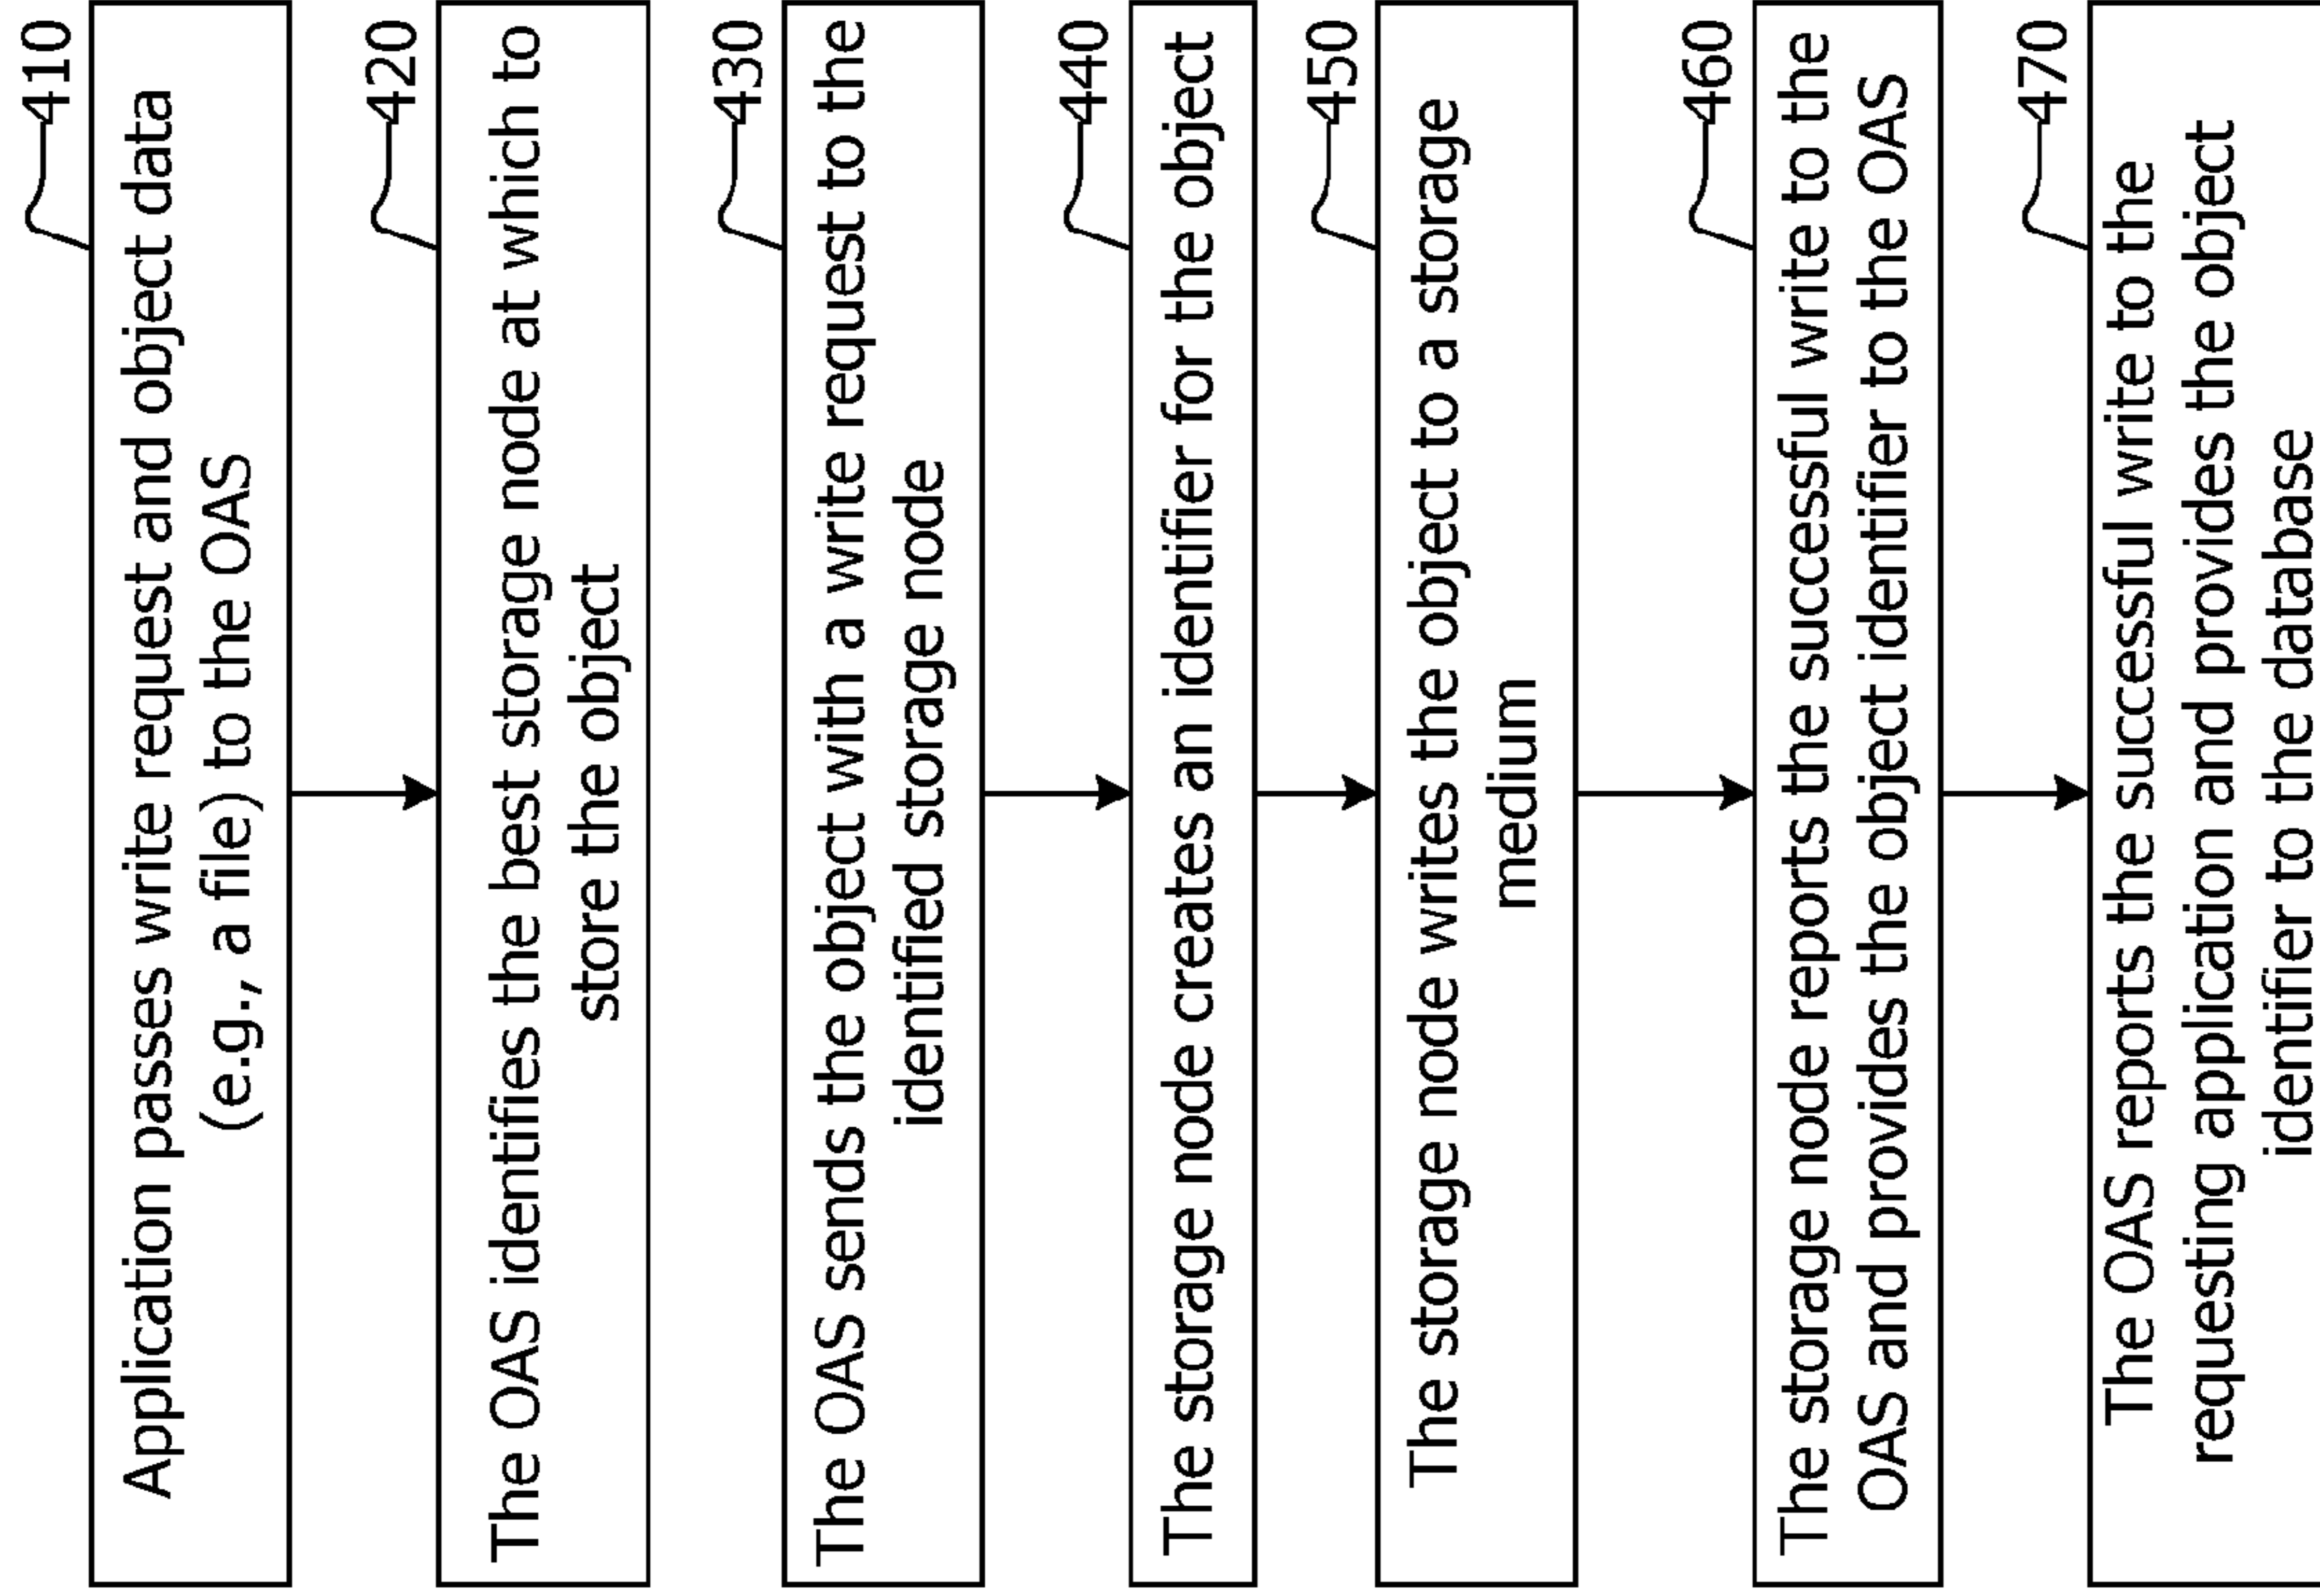 410
Application passes write request and object data
(e.g., a file) to the OAS
420
The OAS identifies the best storage node at which to
store the object
430
The OAS sends the object with a write request to the
identified storage node
440
The storage node creates an identifier for the object
450
The storage node writes the object to a storage
medium
460
The storage node reports the successful write to the
OAS and provides the object identifier to the OAS
470
The OAS reports the successful write to the
requesting application and provides the object
identifier to the database